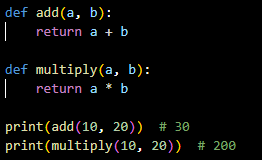 def add(a, b):
    return a + b

def multiply(a, b):
    return a * b

print(add(10, 20))  # 30
print(multiply(10, 20))  # 200